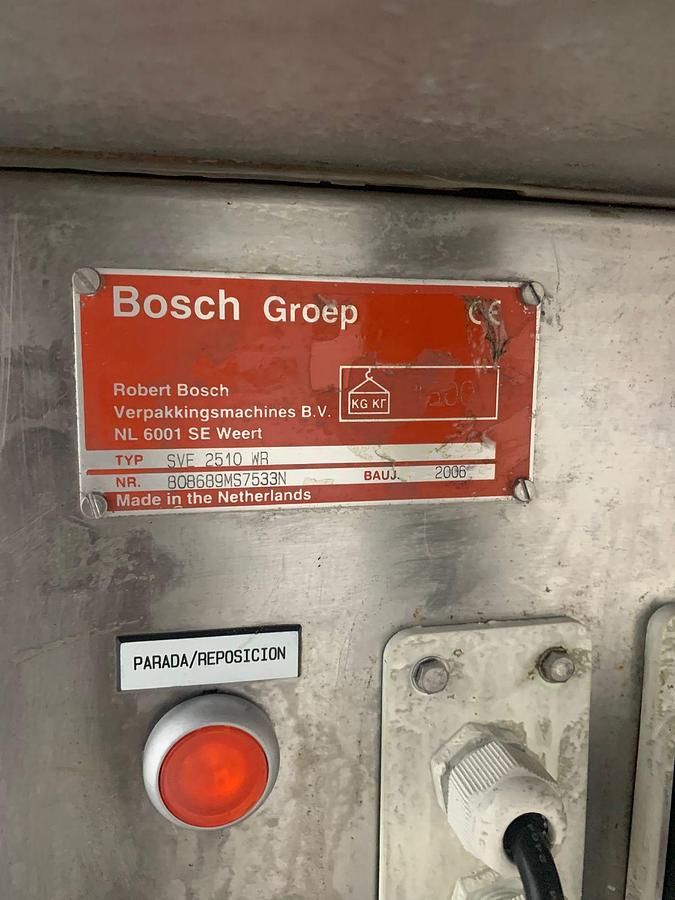 Bosch Groep
CE
Robert Bosch
Verpakkingsmachines B.V.
NL 6001 SE Weert
KG КГ
TYP SVE 2510 WR
NR. 808689MS7533N BAUJ. 2006
Made in the Netherlands
PARADA/REPOSICION